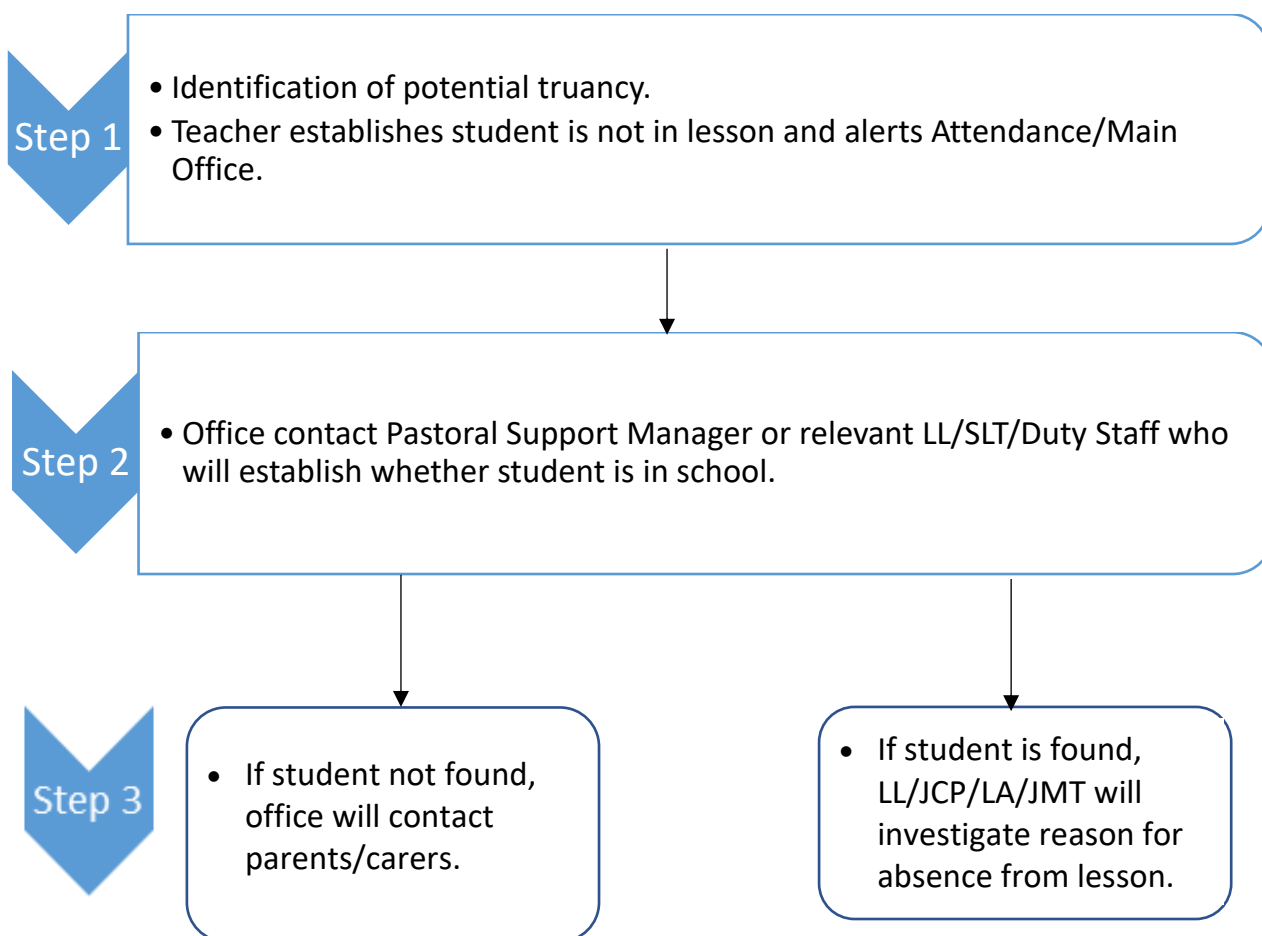 Step 1
• Identification of potential truancy.
• Teacher establishes student is not in lesson and alerts Attendance/Main
Office.
Step 2
• Office contact Pastoral Support Manager or relevant LL/SLT/Duty Staff who
will establish whether student is in school.
Step 3
• If student not found,
office will contact
parents/carers.
• If student is found,
LL/JCP/LA/JMT will
investigate reason for
absence from lesson.